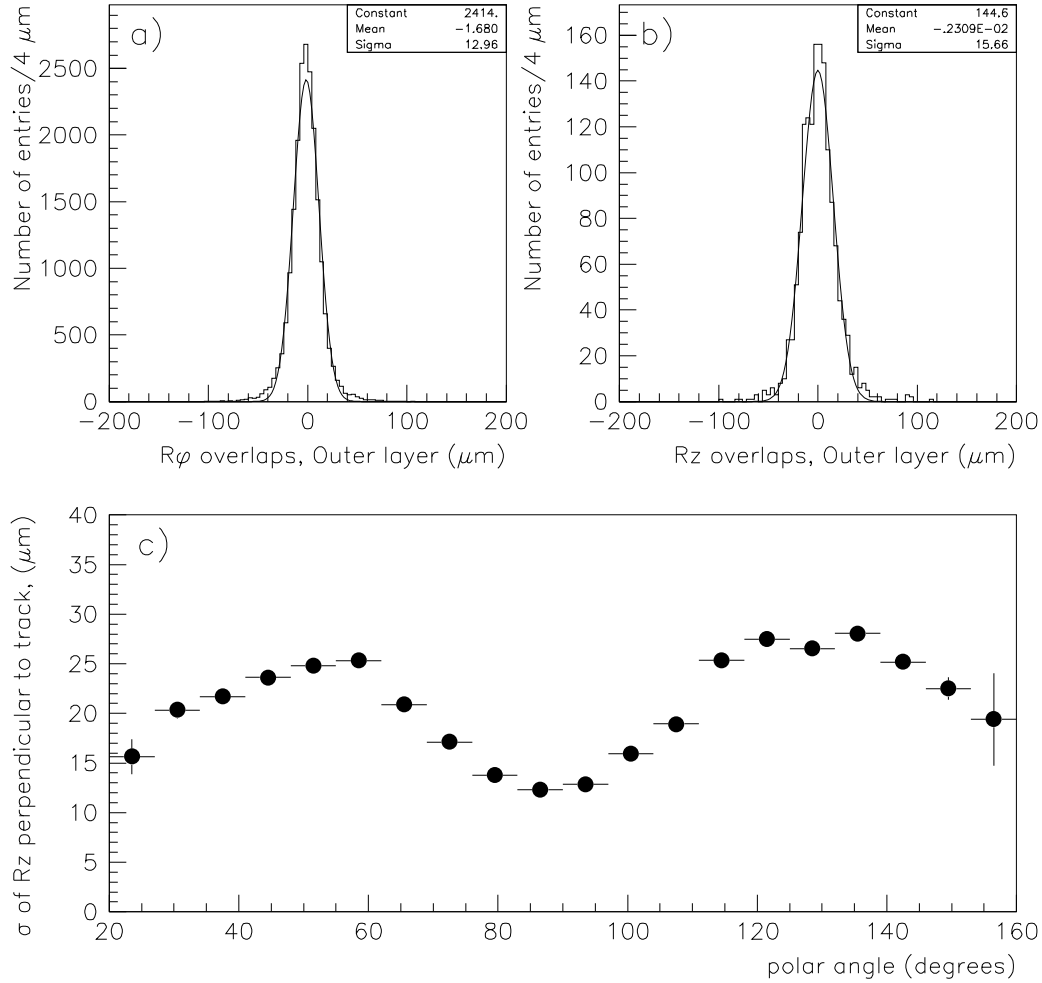 a)
Constant 2414.
Mean -1.680
Sigma 12.96
Number of entries/4 μm
2500
2000
1500
1000
500
0
-200 -100 0 100 200
Rφ overlaps, Outer layer (μm)
b)
Constant 144.6
Mean -.2309E-02
Sigma 15.66
Number of entries/4 μm
160
140
120
100
80
60
40
20
0
-200 -100 0 100 200
Rz overlaps, Outer layer (μm)
c)
σ of Rz perpendicular to track, (μm)
40
35
30
25
20
15
10
5
0
20 40 60 80 100 120 140 160
polar angle (degrees)